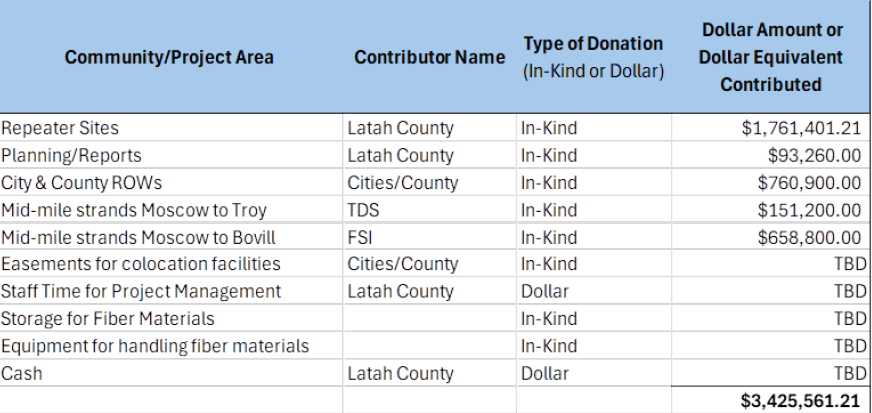 Community/Project Area Contributor Name Type of Donation (In-Kind or Dollar) Dollar Amount or Dollar Equivalent Contributed
Repeater Sites Latah County In-Kind $1,761,401.21
Planning/Reports Latah County In-Kind $93,260.00
City & County ROWs Cities/County In-Kind $760,900.00
Mid-mile strands Moscow to Troy TDS In-Kind $151,200.00
Mid-mile strands Moscow to Bovill FSI In-Kind $658,800.00
Easements for colocation facilities Cities/County In-Kind TBD
Staff Time for Project Management Latah County Dollar TBD
Storage for Fiber Materials In-Kind TBD
Equipment for handling fiber materials In-Kind TBD
Cash Latah County Dollar TBD
$3,425,561.21